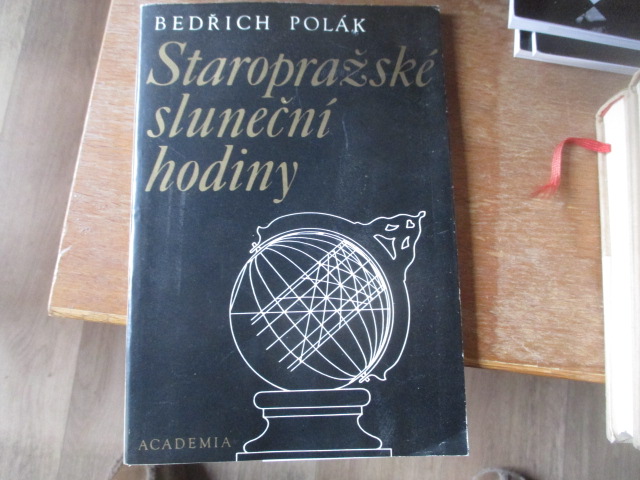 BEDŘICH POLÁK
Staropražské
sluneční
hodiny
ACADEMIA